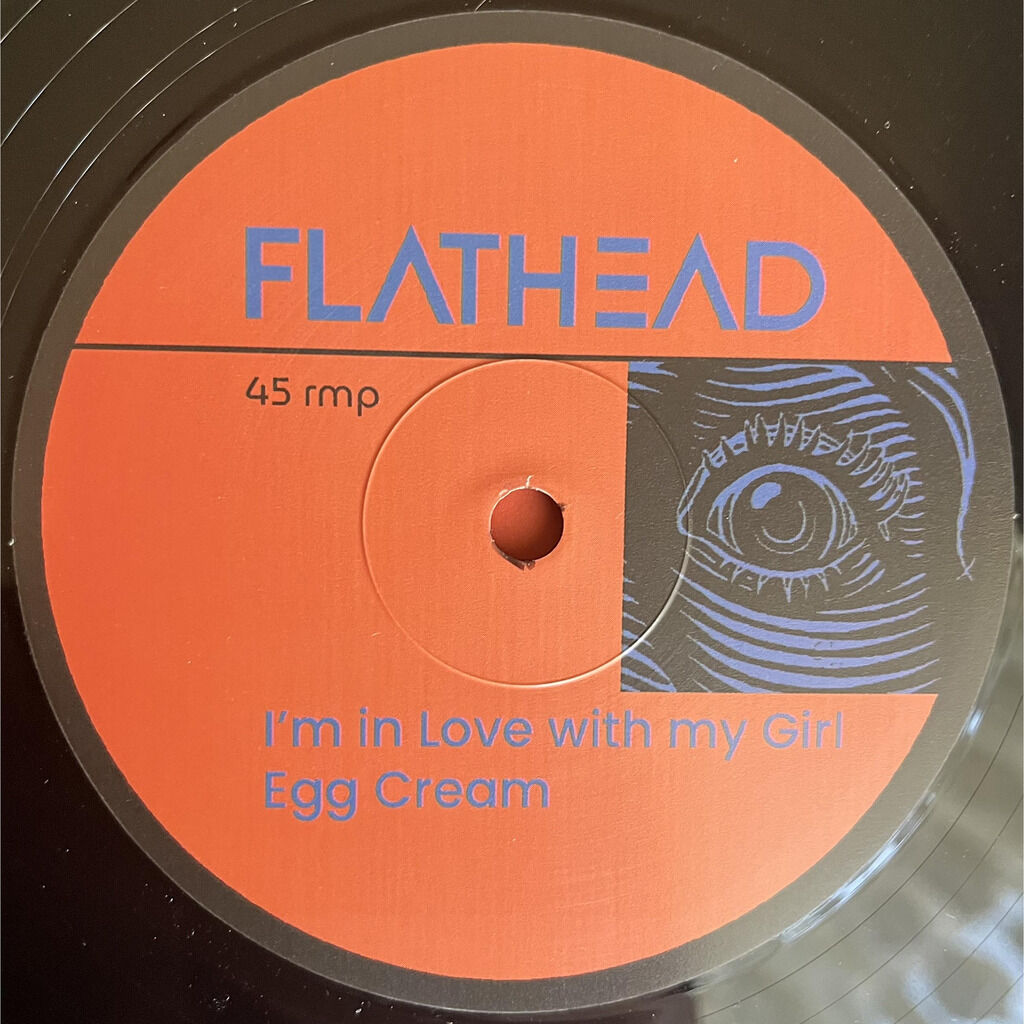 FLATHEAD
45 rmp
I'm in Love with my Girl
Egg Cream